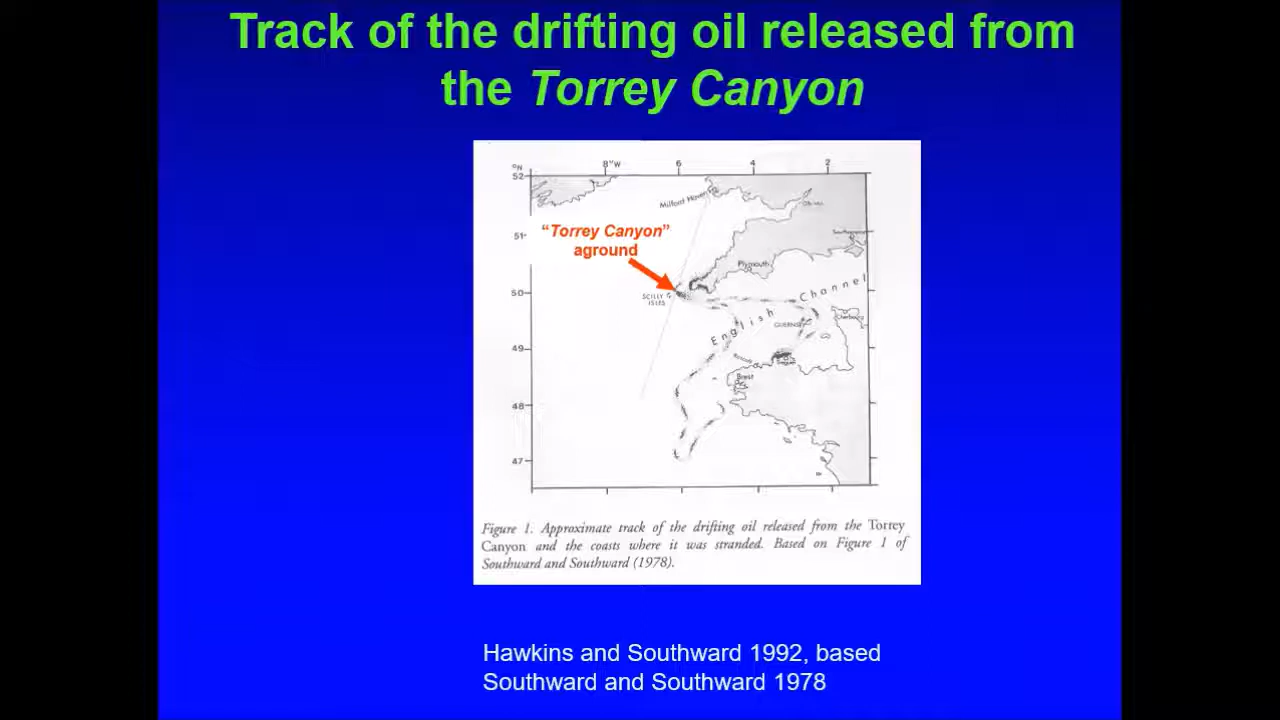 Track of the drifting oil released from
the Torrey Canyon
°N
8°W
6
4
2
52
Milford Haven
51
“Torrey Canyon”
aground
Plymouth
50
SCILLY
ISLES
English Channel
Cherbourg
GUERNSEY
49
Brest
48
47
Figure 1. Approximate track of the drifting oil released from the Torrey
Canyon and the coasts where it was stranded. Based on Figure 1 of
Southward and Southward (1978).
Hawkins and Southward 1992, based
Southward and Southward 1978